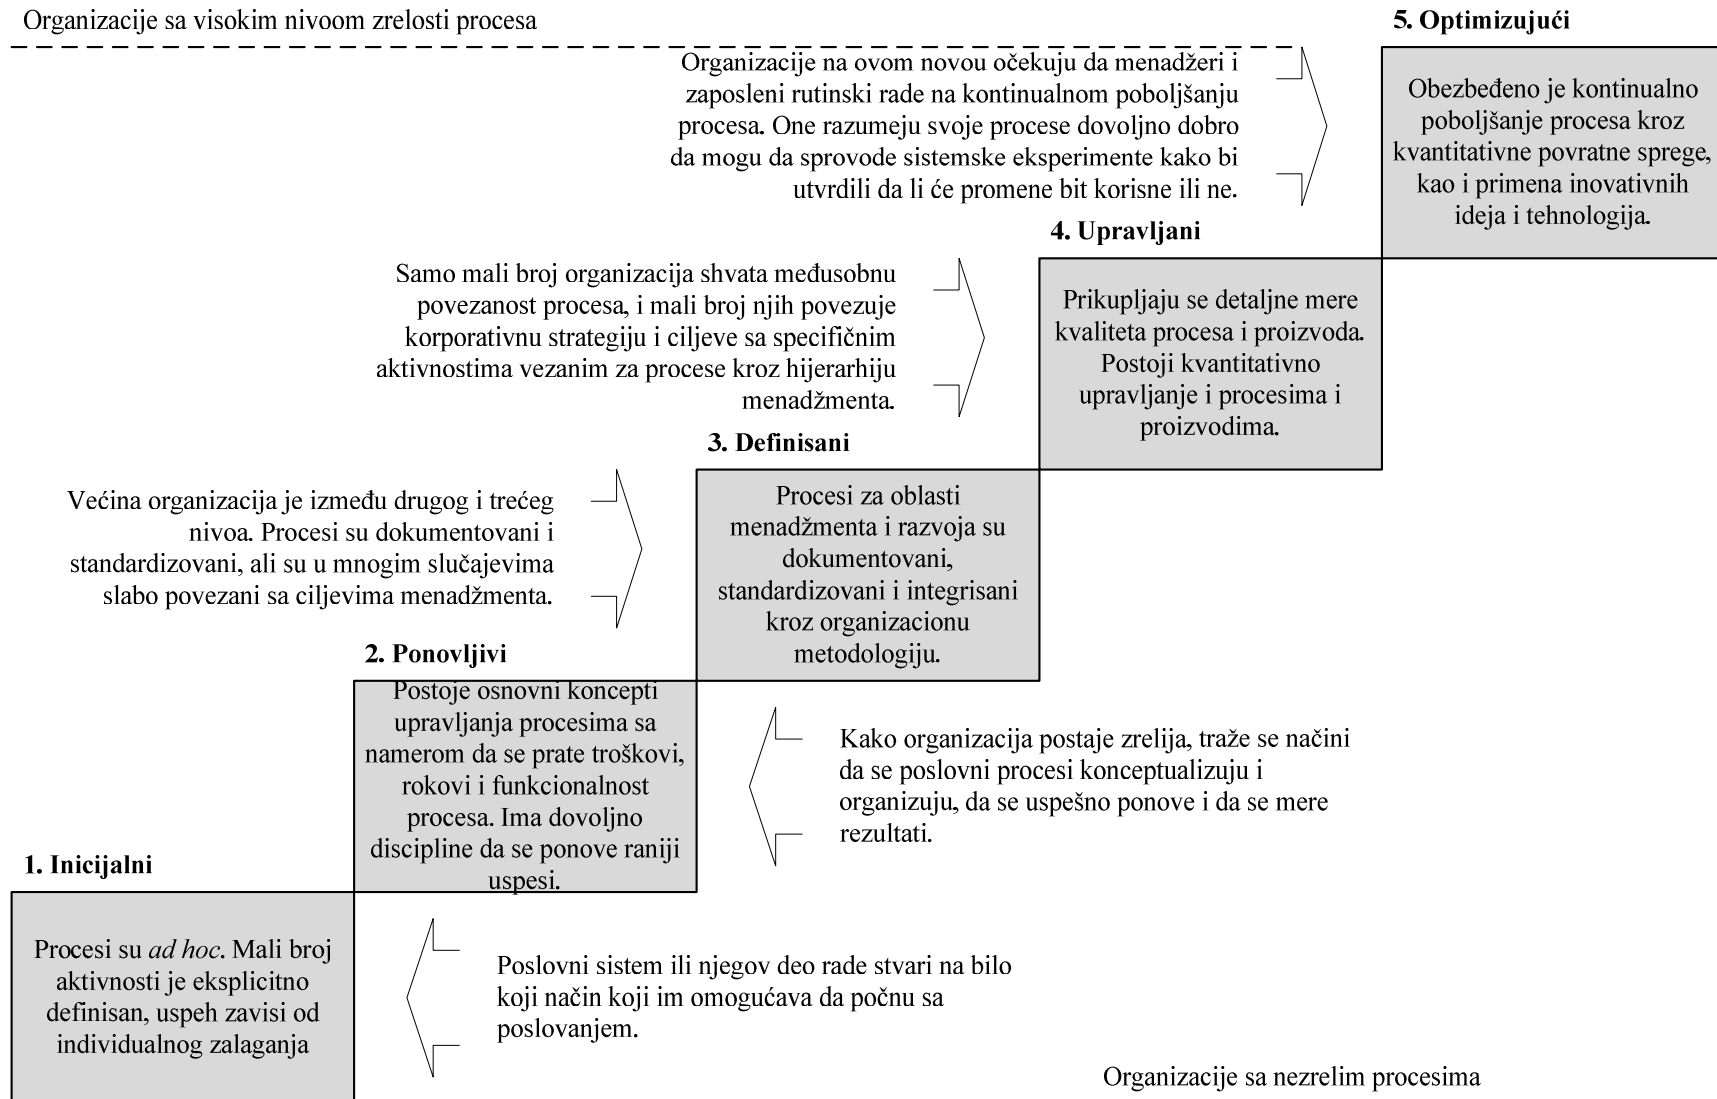 Organizacije sa visokim nivoom zrelosti procesa
5. Optimizujući
Organizacije na ovom novou očekuju da menadžeri i
zaposleni rutinski rade na kontinualnom poboljšanju
procesa. One razumeju svoje procese dovoljno dobro
da mogu da sprovode sistemske eksperimente kako bi
utvrdili da li će promene bit korisne ili ne.
Obezbeđeno je kontinualno
poboljšanje procesa kroz
kvantitativne povratne sprege,
kao i primena inovativnih
ideja i tehnologija.
4. Upravljani
Samo mali broj organizacija shvata međusobnu
povezanost procesa, i mali broj njih povezuje
korporativnu strategiju i ciljeve sa specifičnim
aktivnostima vezanim za procese kroz hijerarhiju
menadžmenta.
Prikupljaju se detaljne mere
kvaliteta procesa i proizvoda.
Postoji kvantitativno
upravljanje i procesima i
proizvodima.
3. Definisani
Većina organizacija je između drugog i trećeg
nivoa. Procesi su dokumentovani i
standardizovani, ali su u mnogim slučajevima
slabo povezani sa ciljevima menadžmenta.
Procesi za oblasti
menadžmenta i razvoja su
dokumentovani,
standardizovani i integrisani
kroz organizacionu
metodologiju.
2. Ponovljivi
Postoje osnovni koncepti
upravljanja procesima sa
namerom da se prate troškovi,
rokovi i funkcionalnost
procesa. Ima dovoljno
discipline da se ponove raniji
uspesi.
Kako organizacija postaje zrelija, traže se načini
da se poslovni procesi konceptualizuju i
organizuju, da se uspešno ponove i da se mere
rezultati.
1. Inicijalni
Procesi su ad hoc. Mali broj
aktivnosti je eksplicitno
definisan, uspeh zavisi od
individualnog zalaganja
Poslovni sistem ili njegov deo rade stvari na bilo
koji način koji im omogućava da počnu sa
poslovanjem.
Organizacije sa nezrelim procesima